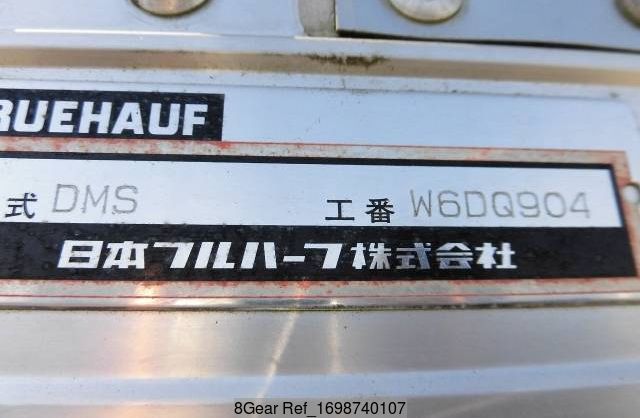 RUEHAUF
式 DMS 工番 W6DQ904
日本フルハーフ株式会社
8Gear Ref_1698740107